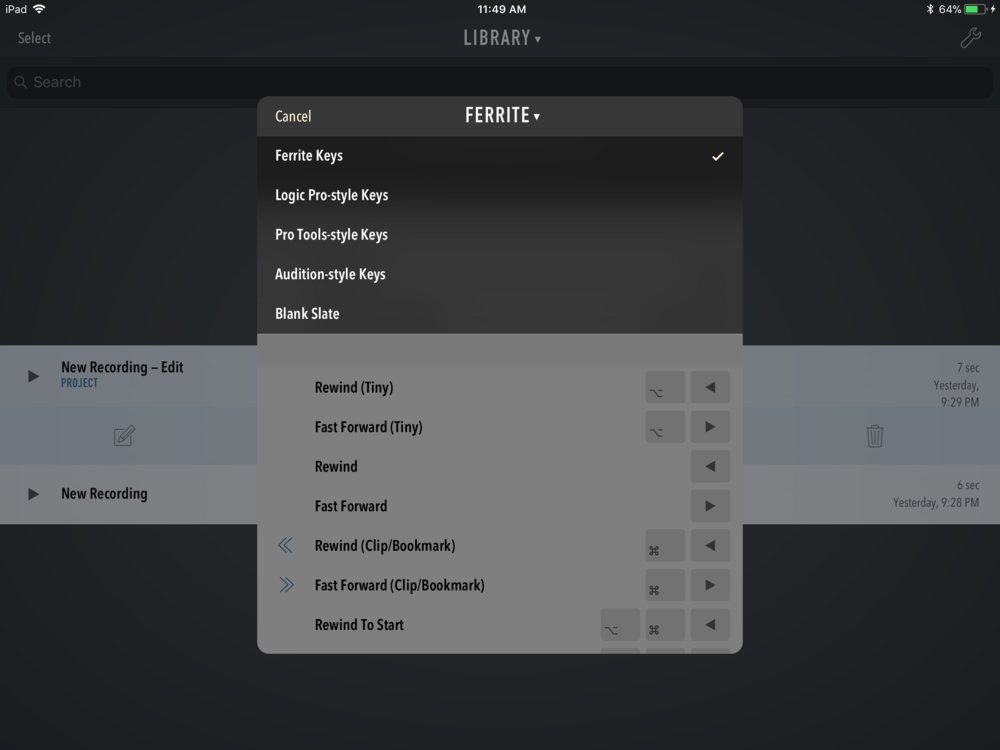 iPad 11:49 AM 64%
Select LIBRARY
Search
Cancel FERRITE
Ferrite Keys
Logic Pro-style Keys
Pro Tools-style Keys
Audition-style Keys
Blank Slate
New Recording – Edit
PROJECT
7 sec
Yesterday,
9:29 PM
Rewind (Tiny) ⌥ ◀
Fast Forward (Tiny) ⌥ ▶
Rewind ◀
Fast Forward ▶
New Recording
6 sec
Yesterday, 9:28 PM
Rewind (Clip/Bookmark) ⌘ ◀
Fast Forward (Clip/Bookmark) ⌘ ▶
Rewind To Start ⌥ ⌘ ◀